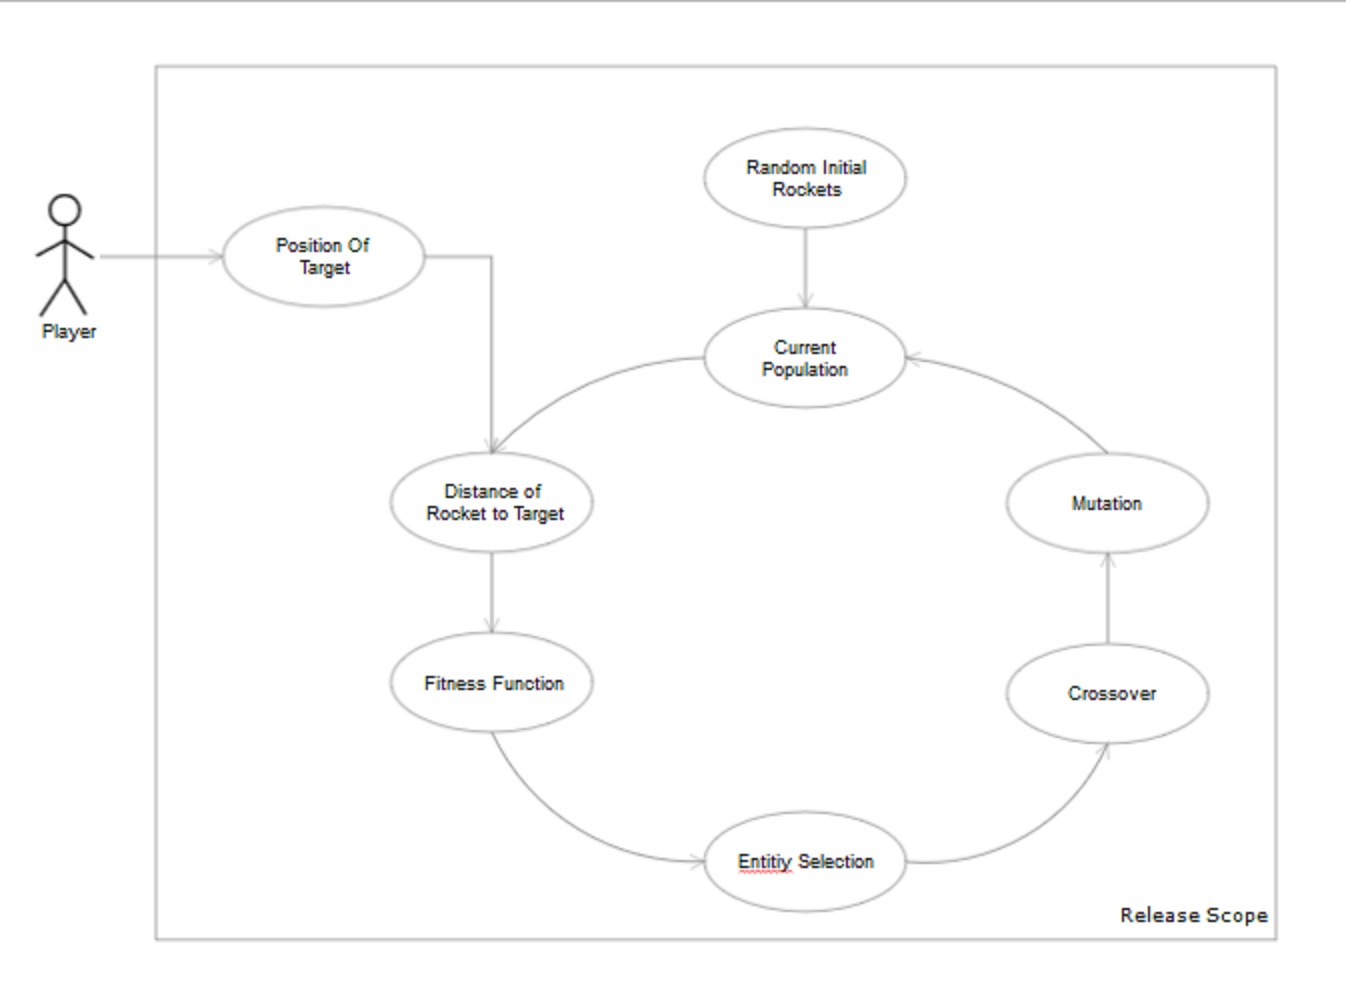 Random Initial
Rockets
Position Of
Target
Player
Current
Population
Distance of
Rocket to Target
Mutation
Fitness Function
Crossover
Entitiy Selection
Release Scope